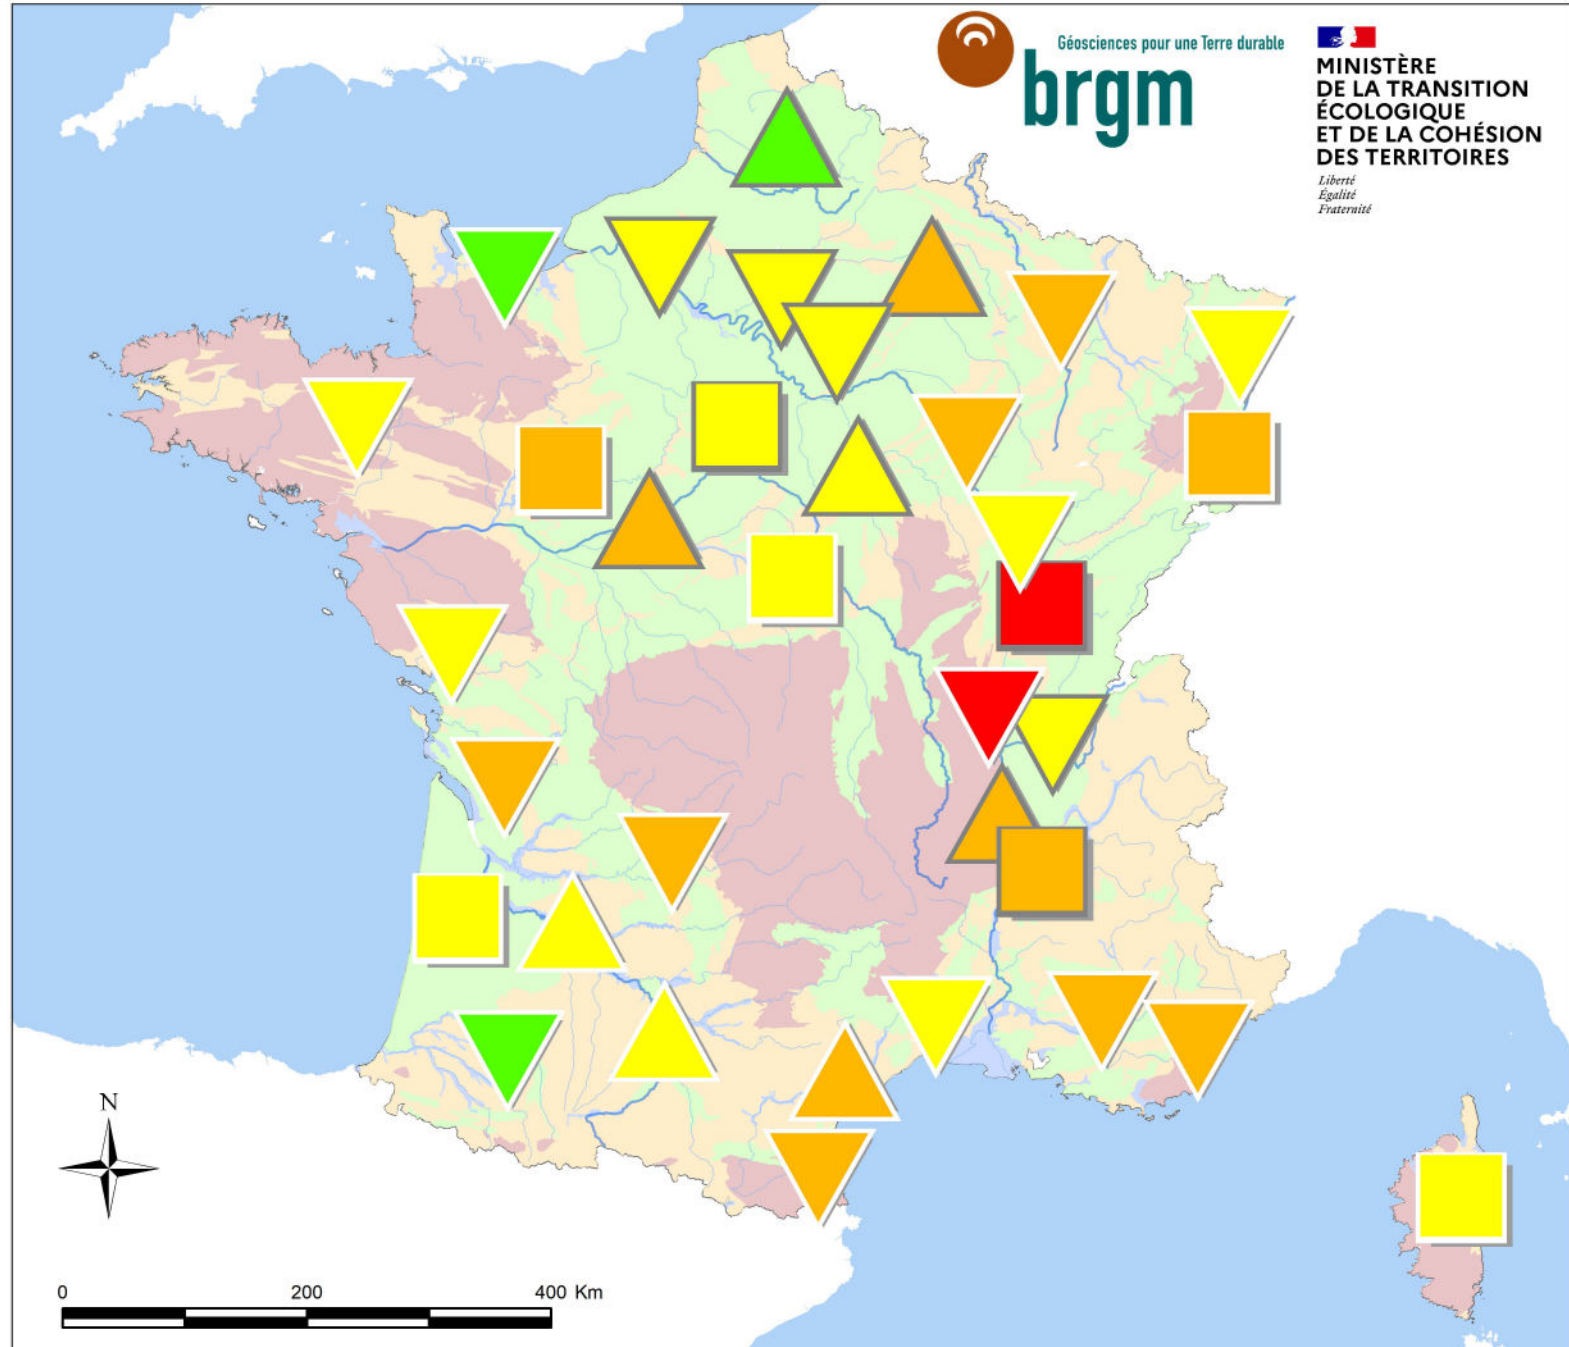 Géosciences pour une Terre durable
brgm
MINISTÈRE
DE LA TRANSITION
ÉCOLOGIQUE
ET DE LA COHÉSION
DES TERRITOIRES
Liberté
Égalité
Fraternité
N
0 200 400 Km